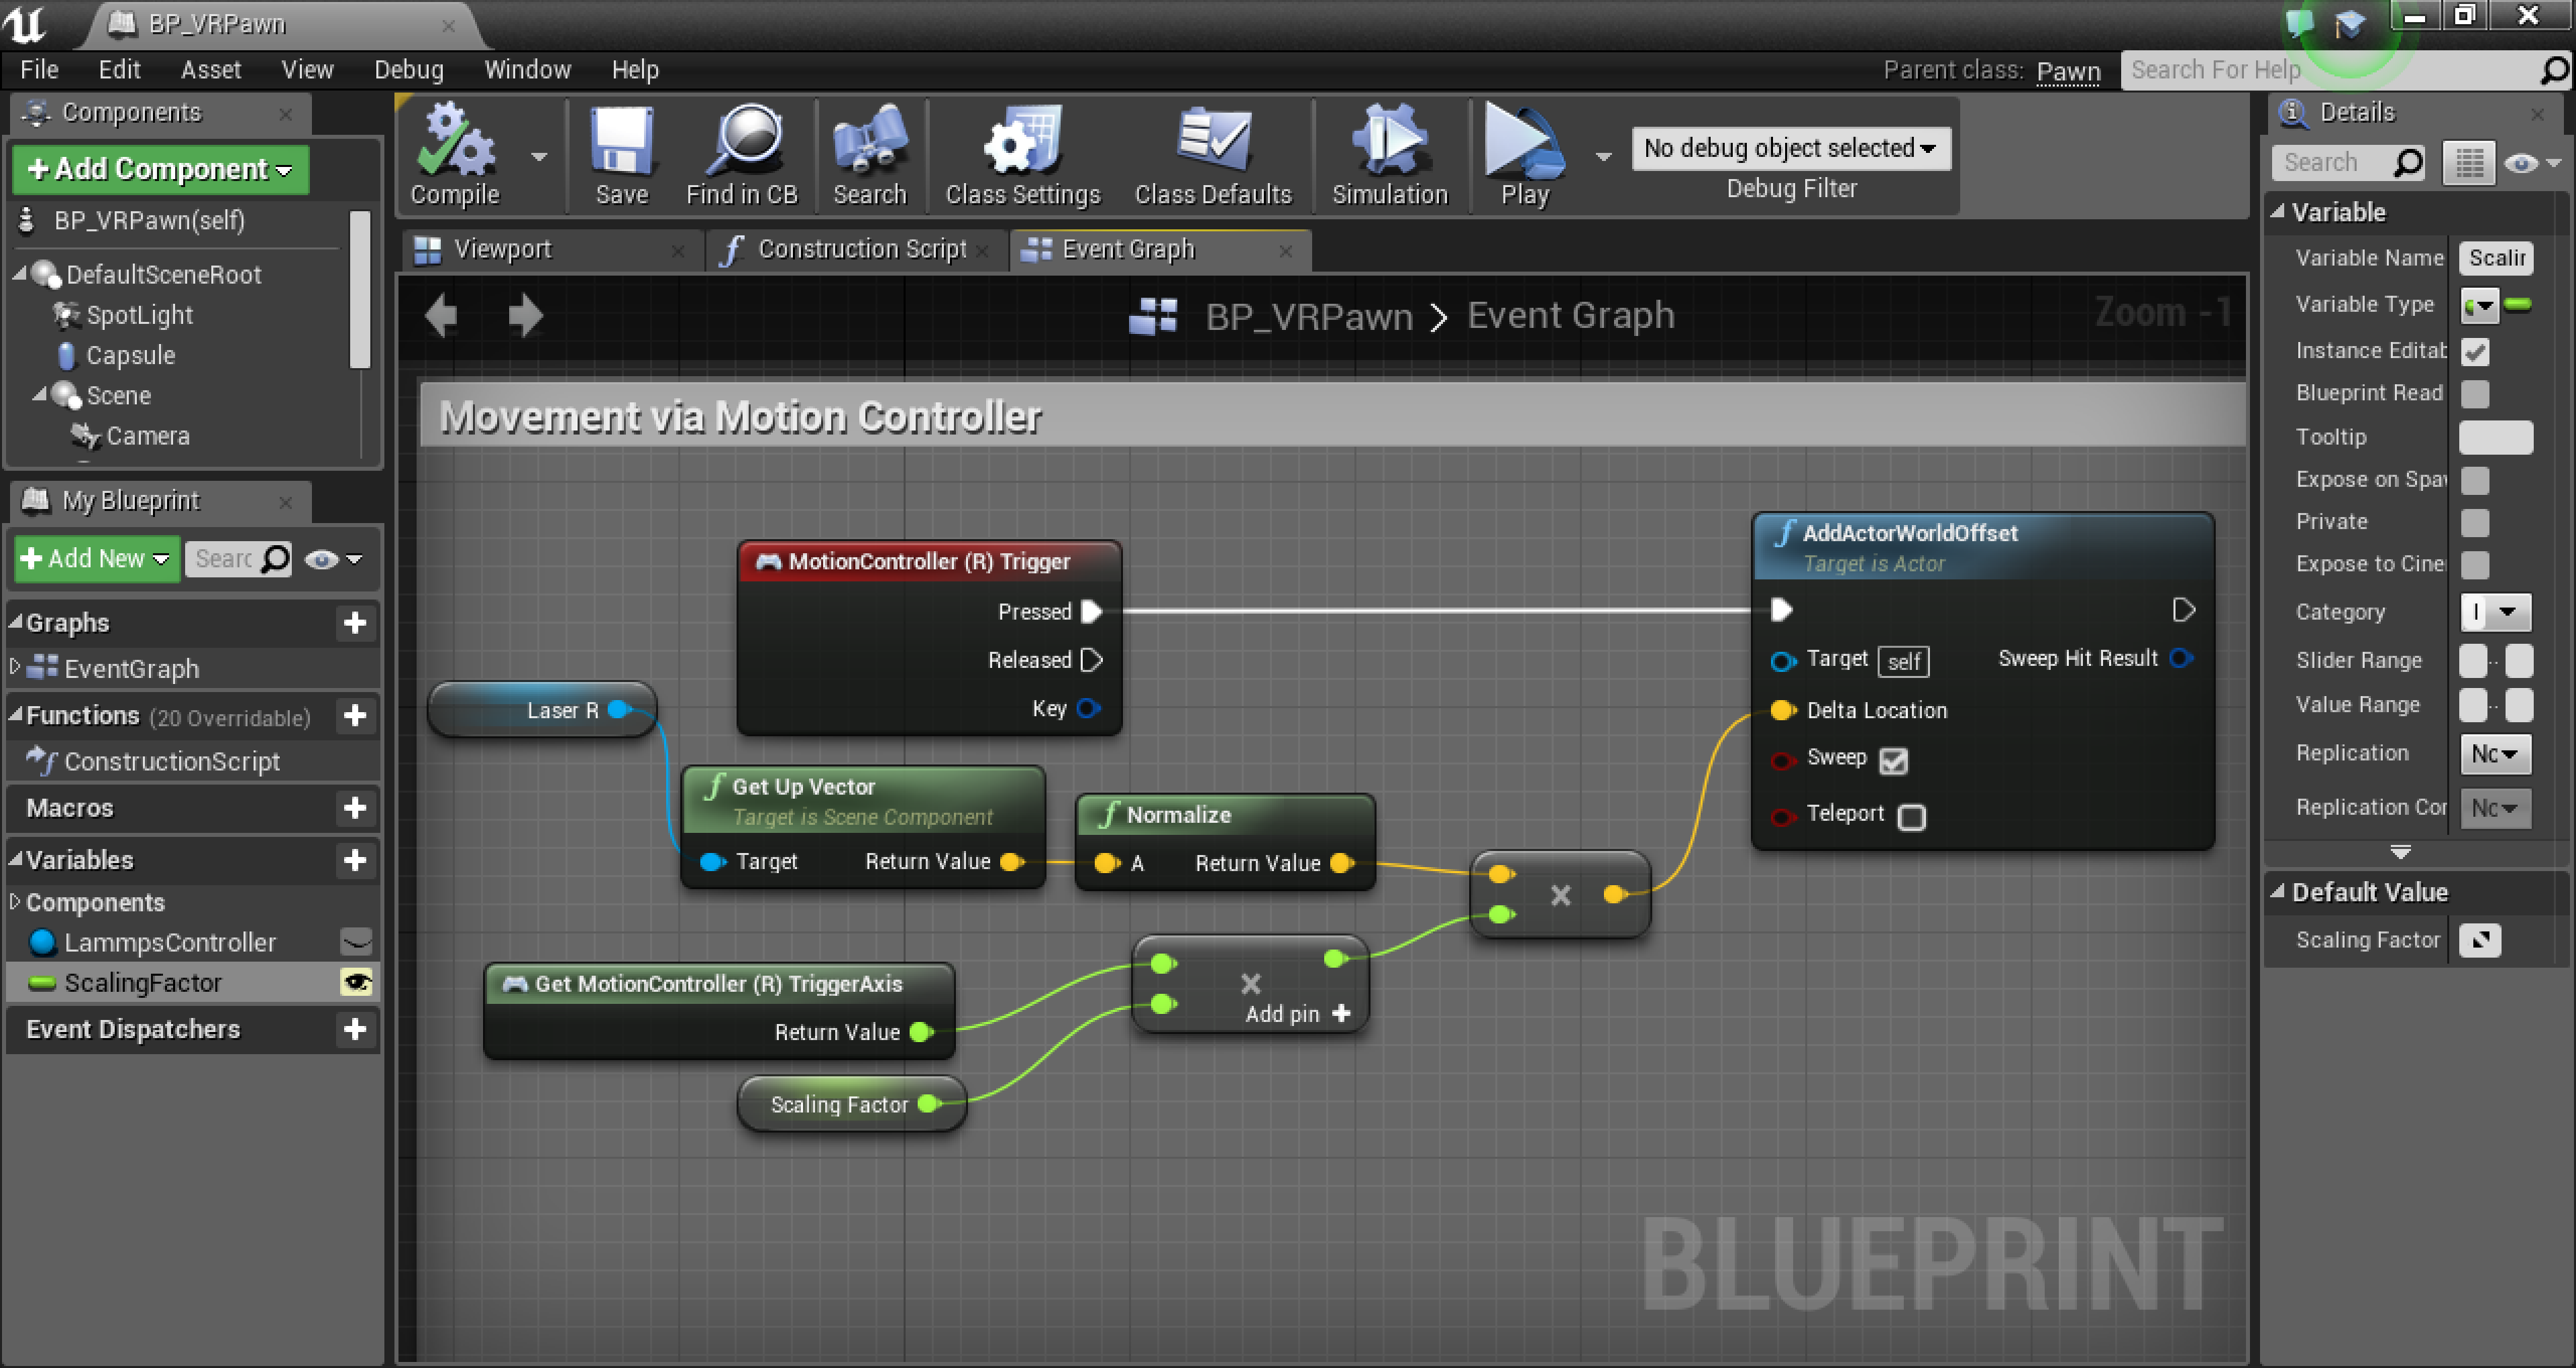 BP_VRPawn
File Edit Asset View Debug Window Help
Parent class: Pawn
Search For Help
Components
+Add Component
BP_VRPawn(self)
DefaultSceneRoot
SpotLight
Capsule
Scene
Camera
My Blueprint
+Add New
Searc
Graphs
EventGraph
Functions (20 Overridable)
ConstructionScript
Macros
Variables
Components
LammpsController
ScalingFactor
Event Dispatchers
Compile
Save
Find in CB
Search
Class Settings
Class Defaults
Simulation
Play
No debug object selected
Debug Filter
Viewport
Construction Script
Event Graph
BP_VRPawn > Event Graph
Zoom -1
Movement via Motion Controller
MotionController (R) Trigger
Pressed
Released
Key
Laser R
Get Up Vector
Target is Scene Component
Target Return Value
Normalize
A Return Value
Get MotionController (R) TriggerAxis
Return Value
Scaling Factor
Add pin +
AddActorWorldOffset
Target is Actor
Target self Sweep Hit Result
Delta Location
Sweep
Teleport
BLUEPRINT
Details
Search
Variable
Variable Name Scalir
Variable Type
Instance Editab
Blueprint Read
Tooltip
Expose on Spa
Private
Expose to Cine
Category
Slider Range
Value Range
Replication Nc
Replication Cor Nc
Default Value
Scaling Factor